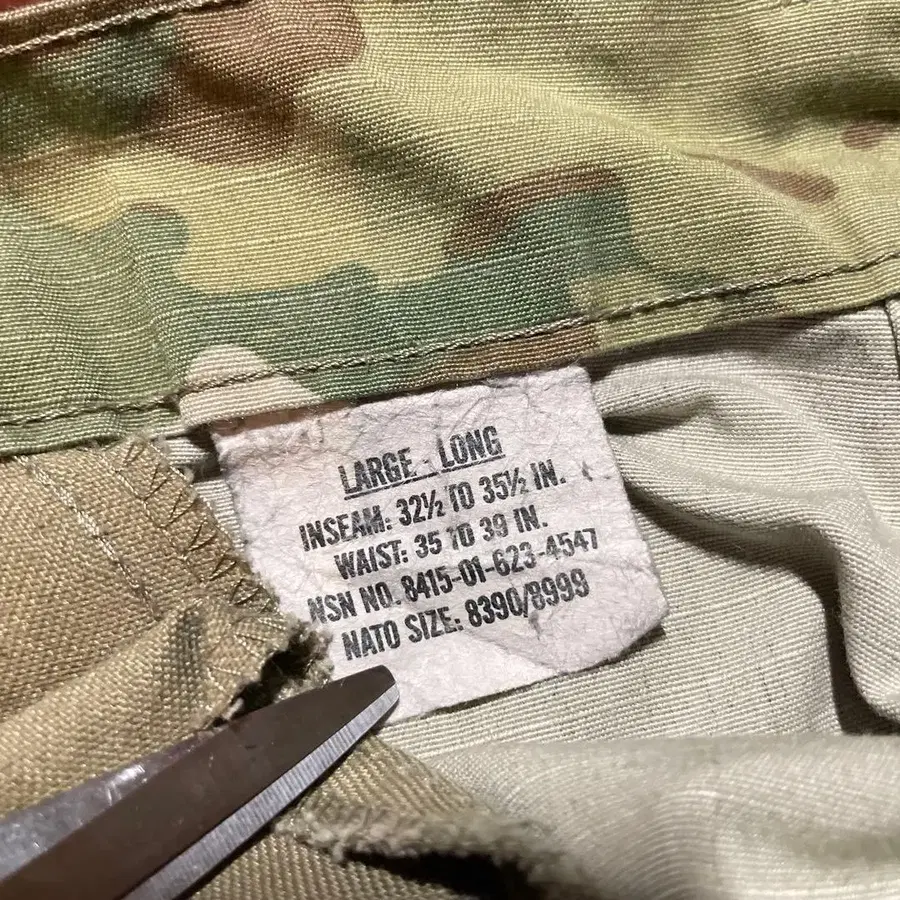 LARGE - LONG
INSEAM: 32½ TO 35½ IN.
WAIST: 35 TO 39 IN.
NSN NO. 8415-01-623-4547
NATO SIZE: 8390/8999